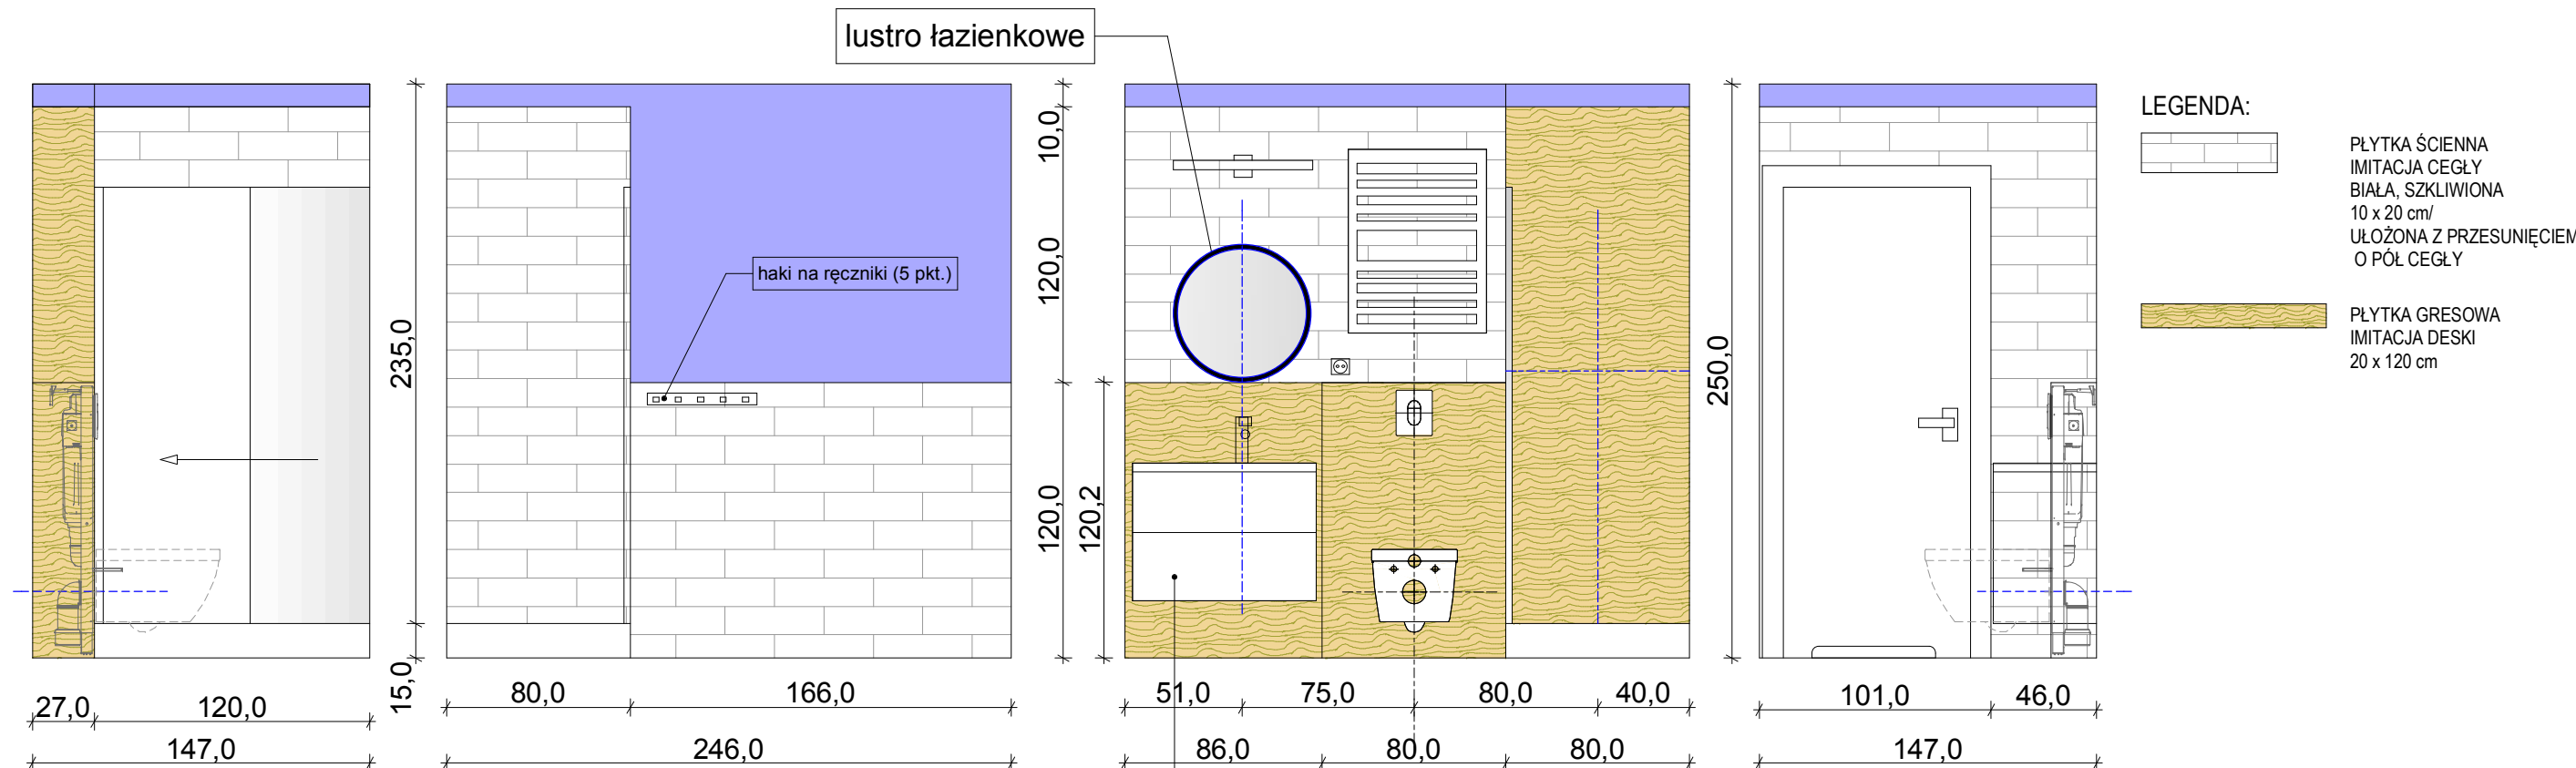 lustro łazienkowe
haki na ręczniki (5 pkt.)
235,0
15,0
10,0
120,0
120,0
120,2
250,0
27,0
120,0
147,0
80,0
166,0
246,0
51,0
75,0
80,0
40,0
86,0
80,0
80,0
101,0
46,0
147,0
LEGENDA:
PŁYTKA ŚCIENNA
IMITACJA CEGŁY
BIAŁA, SZKLIWIONA
10 x 20 cm/
UŁOŻONA Z PRZESUNIĘCIEM
O PÓŁ CEGŁY
PŁYTKA GRESOWA
IMITACJA DESKI
20 x 120 cm